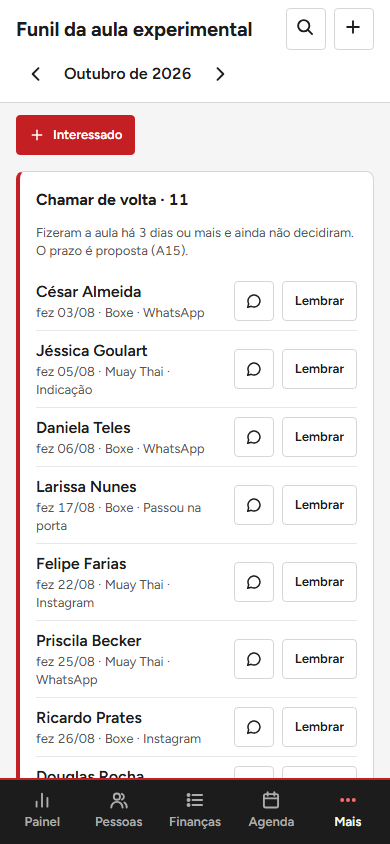 Funil da aula experimental
Outubro de 2026
Interessado
Chamar de volta · 11
Fizeram a aula há 3 dias ou mais e ainda não decidiram.
O prazo é proposta (A15).
César Almeida
fez 03/08 · Boxe · WhatsApp
Lembrar
Jéssica Goulart
fez 05/08 · Muay Thai ·
Indicação
Lembrar
Daniela Teles
fez 06/08 · Boxe · WhatsApp
Lembrar
Larissa Nunes
fez 17/08 · Boxe · Passou na
porta
Lembrar
Felipe Farias
fez 22/08 · Muay Thai ·
Instagram
Lembrar
Priscila Becker
fez 25/08 · Muay Thai ·
WhatsApp
Lembrar
Ricardo Prates
fez 26/08 · Boxe · Instagram
Lembrar
Douglas Rocha
Painel
Pessoas
Finanças
Agenda
Mais